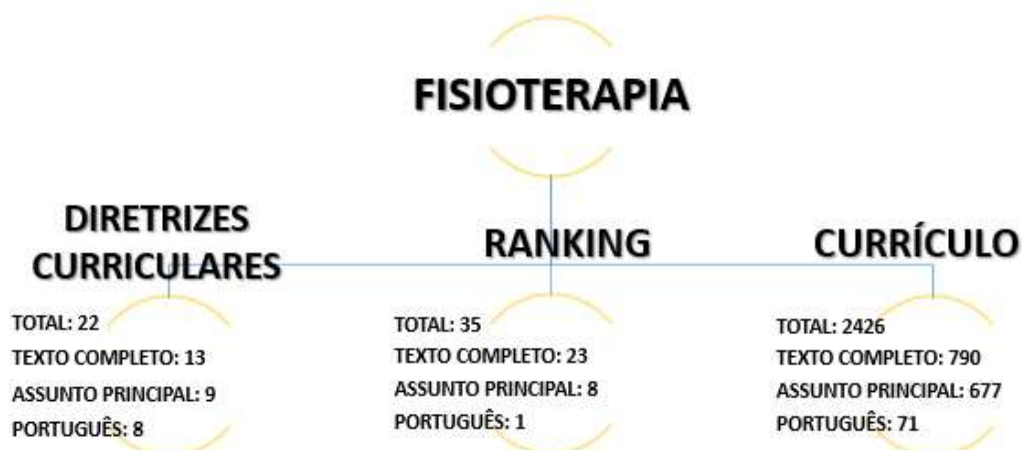 FISIOTERAPIA
DIRETRIZES
CURRICULARES
TOTAL: 22
TEXTO COMPLETO: 13
ASSUNTO PRINCIPAL: 9
PORTUGUÊS: 8
RANKING
TOTAL: 35
TEXTO COMPLETO: 23
ASSUNTO PRINCIPAL: 8
PORTUGUÊS: 1
CURRÍCULO
TOTAL: 2426
TEXTO COMPLETO: 790
ASSUNTO PRINCIPAL: 677
PORTUGUÊS: 71